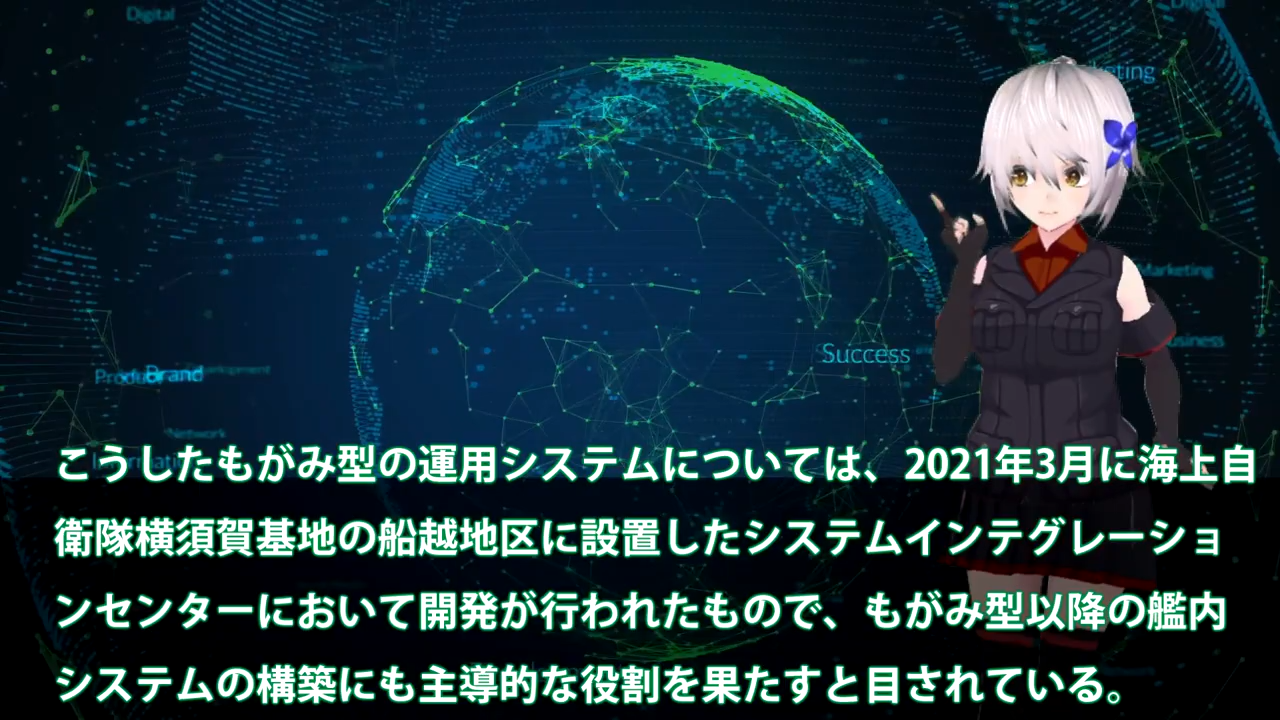 Digital
Marketing
Success
Brand
Network
こうしたもがみ型の運用システムについては、2021年3月に海上自
衛隊横須賀基地の船越地区に設置したシステムインテグレーショ
ンセンターにおいて開発が行われたもので、もがみ型以降の艦内
システムの構築にも主導的な役割を果たすと目されている。